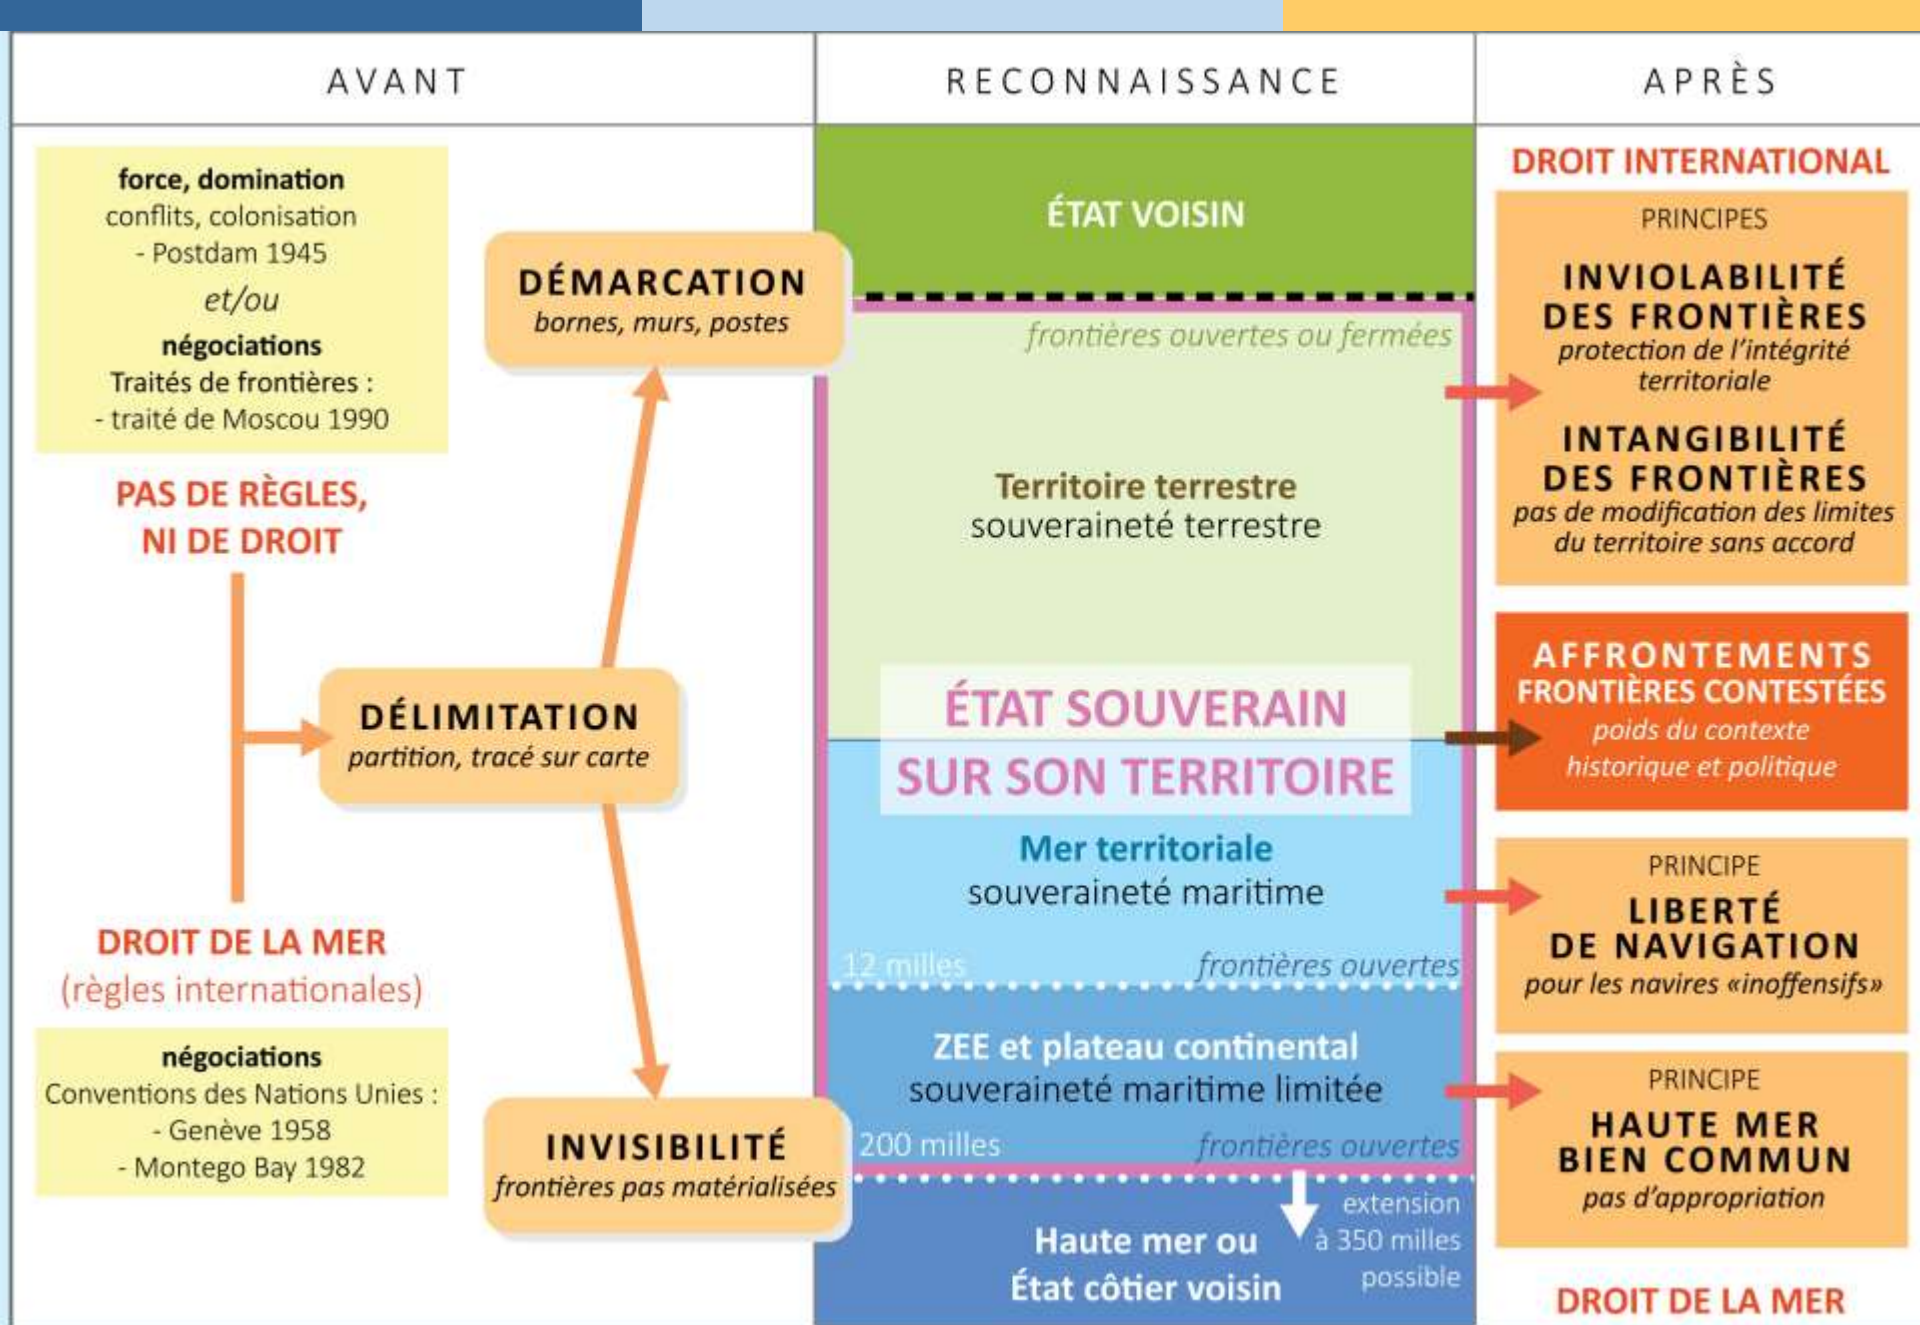 AVANT
RECONNAISSANCE
APRÈS
force, domination
conflits, colonisation
- Postdam 1945
et/ou
négociations
Traités de frontières :
- traité de Moscou 1990
PAS DE RÈGLES,
NI DE DROIT
DROIT DE LA MER
(règles internationales)
négociations
Conventions des Nations Unies :
- Genève 1958
- Montego Bay 1982
DÉMARCATION
bornes, murs, postes
DÉLIMITATION
partition, tracé sur carte
INVISIBILITÉ
frontières pas matérialisées
ÉTAT VOISIN
frontières ouvertes ou fermées
Territoire terrestre
souveraineté terrestre
ÉTAT SOUVERAIN
SUR SON TERRITOIRE
Mer territoriale
souveraineté maritime
12 milles
frontières ouvertes
ZEE et plateau continental
souveraineté maritime limitée
200 milles
frontières ouvertes
extension
à 350 milles
possible
Haute mer ou
État côtier voisin
DROIT INTERNATIONAL
PRINCIPES
INVIOLABILITÉ
DES FRONTIÈRES
protection de l'intégrité
territoriale
INTANGIBILITÉ
DES FRONTIÈRES
pas de modification des limites
du territoire sans accord
AFFRONTEMENTS
FRONTIÈRES CONTESTÉES
poids du contexte
historique et politique
PRINCIPE
LIBERTÉ
DE NAVIGATION
pour les navires «inoffensifs»
PRINCIPE
HAUTE MER
BIEN COMMUN
pas d'appropriation
DROIT DE LA MER